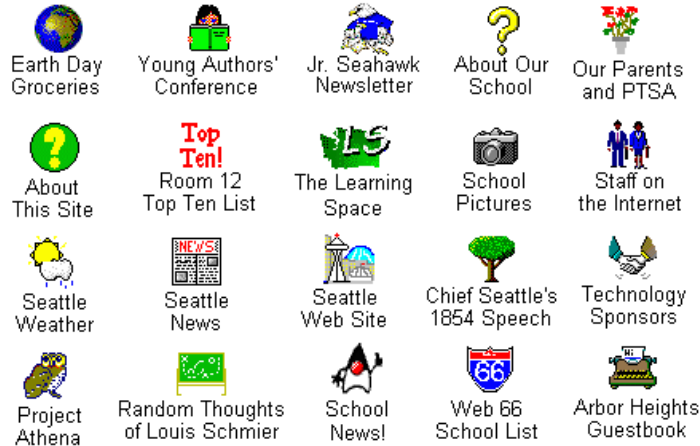 Earth Day
Groceries
Young Authors'
Conference
Jr. Seahawk
Newsletter
About Our
School
Our Parents
and PTSA
?
?
About
This Site
Top
Ten!
Room 12
Top Ten List
LS
The Learning
Space
School
Pictures
Staff on
the Internet
Seattle
Weather
NEWS
Seattle
News
Seattle
Web Site
Chief Seattle's
1854 Speech
Technology
Sponsors
Project
Athena
Random Thoughts
of Louis Schmier
School
News!
66
Web 66
School List
Hi
Arbor Heights
Guestbook